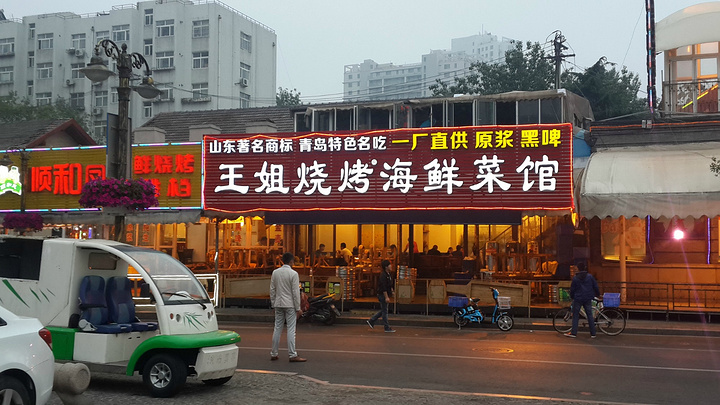 山东著名商标 青岛特色名吃 一厂直供 原浆 黑啤
王姐烧烤海鲜菜馆
顺和
鲜烧烤